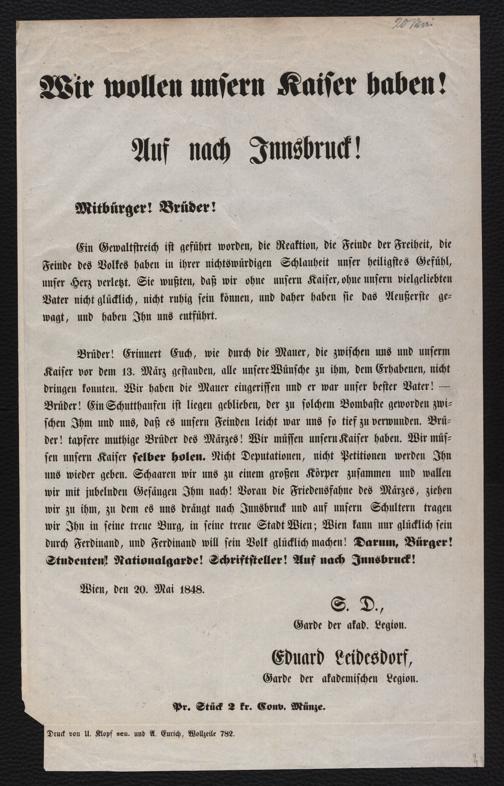 20 Mai
Wir wollen unsern Kaiser haben!
Auf nach Innsbruck!
Mitbürger! Brüder!
Ein Gewaltstreich ist geführt worden, die Reaktion, die Feinde der Freiheit, die
Feinde des Volkes haben in ihrer nichtswürdigen Schlauheit unser heiligstes Gefühl,
unser Herz verletzt. Sie wußten, daß wir ohne unsern Kaiser, ohne unsern vielgeliebten
Vater nicht glücklich, nicht ruhig sein können, und daher haben sie das Aeußerste ge-
wagt, und haben Ihn uns entführt.
Brüder! Erinnert Euch, wie durch die Mauer, die zwischen uns und unserm
Kaiser vor dem 13. März gestanden, alle unsere Wünsche zu ihm, dem Erhabenen, nicht
dringen konnten. Wir haben die Mauer eingeriffen und er war unser bester Vater! —
Brüder! Ein Schutthaufen ist liegen geblieben, der zu solchem Bombaste geworden zwi-
schen Ihm und uns, daß es unsern Feinden leicht war uns so tief zu verwunden. Brü-
der! tapfere muthige Brüder des Märzes! Wir müssen unsern Kaiser haben. Wir müs-
sen unsern Kaiser selber holen. Nicht Deputationen, nicht Petitionen werden Ihn
uns wieder geben. Schaaren wir uns zu einem großen Körper zusammen und wallen
wir mit jubelnden Gesängen Ihm nach! Voran die Friedensfahne des Märzes, ziehen
wir zu ihm, zu dem es uns drängt nach Innsbruck und auf unsern Schultern tragen
wir Ihn in seine treue Burg, in seine treue Stadt Wien; Wien kann nur glücklich sein
durch Ferdinand, und Ferdinand will sein Volk glücklich machen! Darum, Bürger!
Studenten! Nationalgarde! Schriftsteller! Auf nach Innsbruck!
Wien, den 20. Mai 1848.
S. D.,
Garde der akad. Legion.
Eduard Leidesdorf,
Garde der akademischen Legion.
Pr. Stück 2 kr. Conv. Münze.
Druck von U. Klopf sen. und A. Eurich, Wollzeile 782.